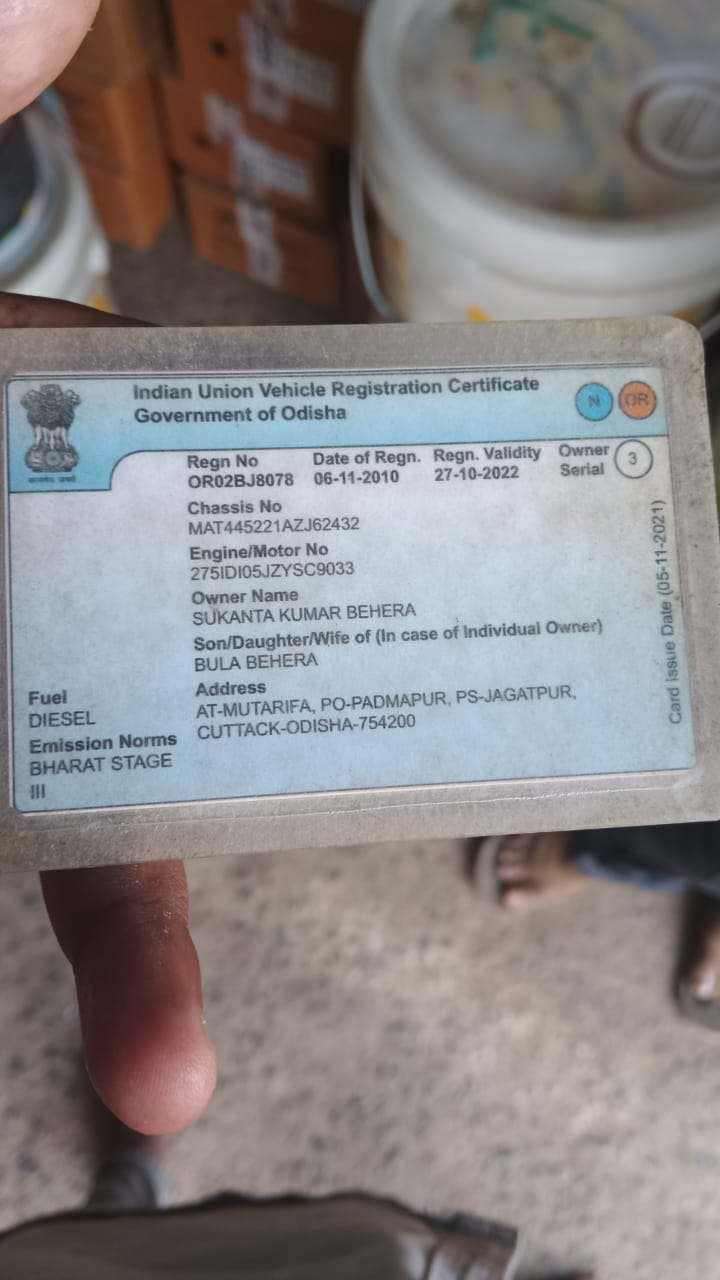 Indian Union Vehicle Registration Certificate
Government of Odisha
N OR
Regn No Date of Regn. Regn. Validity Owner Serial 3
OR02BJ8078 06-11-2010 27-10-2022
Chassis No
MAT445221AZJ62432
Engine/Motor No
275IDI05JZYSC9033
Owner Name
SUKANTA KUMAR BEHERA
Son/Daughter/Wife of (In case of Individual Owner)
BULA BEHERA
Address
AT-MUTARIFA, PO-PADMAPUR, PS-JAGATPUR,
CUTTACK-ODISHA-754200
Fuel
DIESEL
Emission Norms
BHARAT STAGE
III
Card Issue Date (05-11-2021)